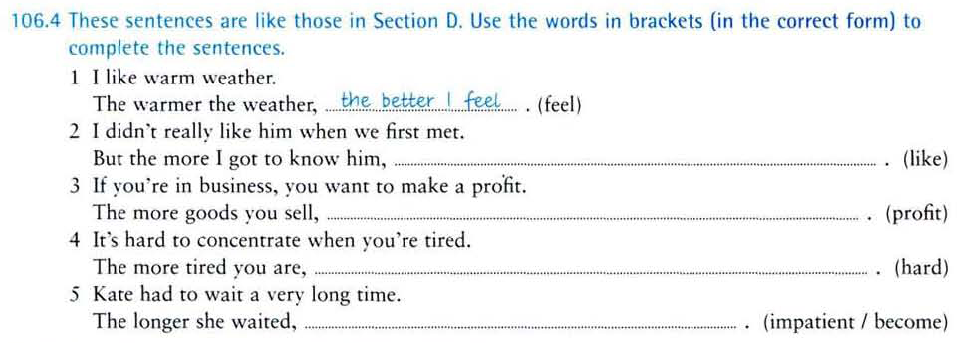 106.4 These sentences are like those in Section D. Use the words in brackets (in the correct form) to
complete the sentences.
1 I like warm weather.
The warmer the weather, the better I feel . (feel)
2 I didn't really like him when we first met.
But the more I got to know him, . (like)
3 If you're in business, you want to make a profit.
The more goods you sell, . (profit)
4 It's hard to concentrate when you're tired.
The more tired you are, . (hard)
5 Kate had to wait a very long time.
The longer she waited, . (impatient / become)